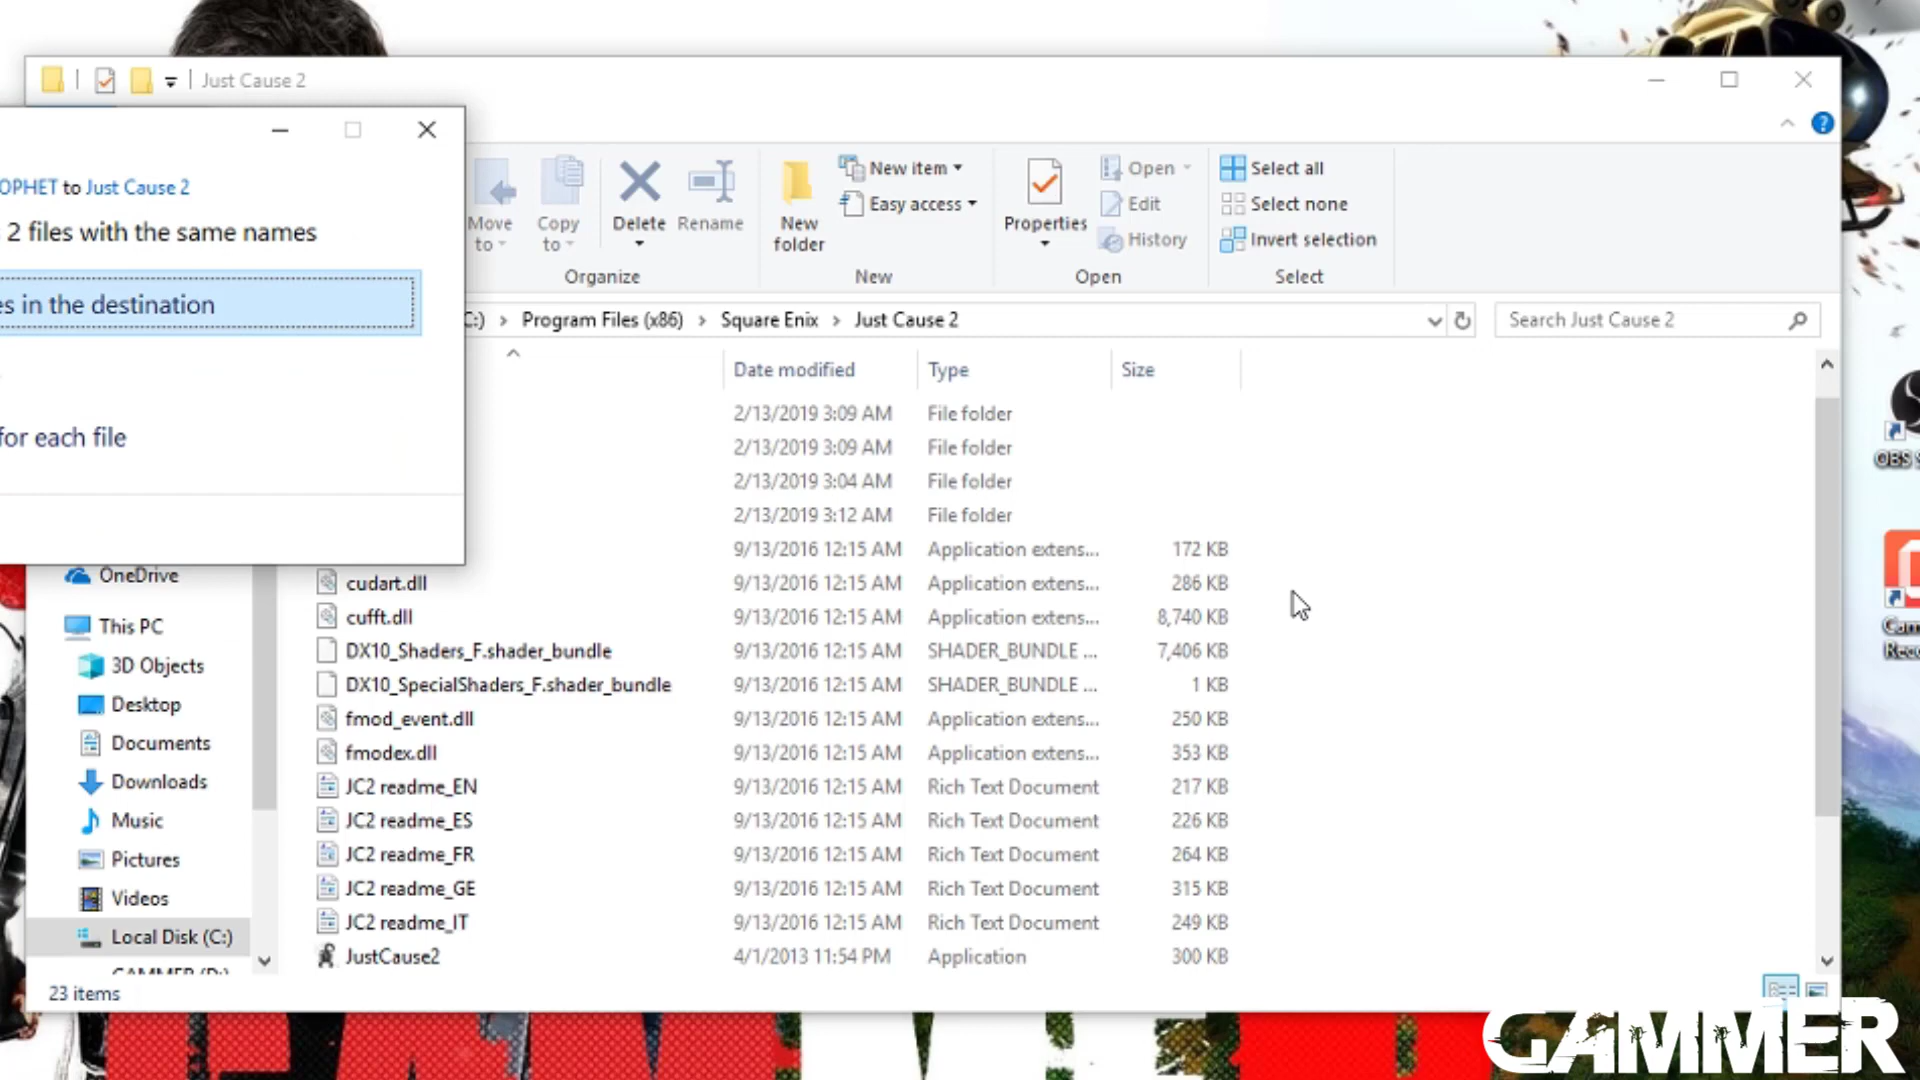 Just Cause 2
OPHET to Just Cause 2
2 files with the same names
es in the destination
for each file
Move to
Copy to
Delete
Rename
Organize
New folder
New item
Easy access
New
Properties
Open
Edit
History
Open
Select all
Select none
Invert selection
Select
C:) > Program Files (x86) > Square Enix > Just Cause 2
Search Just Cause 2
Date modified Type Size
2/13/2019 3:09 AM File folder
2/13/2019 3:09 AM File folder
2/13/2019 3:04 AM File folder
2/13/2019 3:12 AM File folder
9/13/2016 12:15 AM Application extens... 172 KB
cudart.dll 9/13/2016 12:15 AM Application extens... 286 KB
cufft.dll 9/13/2016 12:15 AM Application extens... 8,740 KB
DX10_Shaders_F.shader_bundle 9/13/2016 12:15 AM SHADER_BUNDLE ... 7,406 KB
DX10_SpecialShaders_F.shader_bundle 9/13/2016 12:15 AM SHADER_BUNDLE ... 1 KB
fmod_event.dll 9/13/2016 12:15 AM Application extens... 250 KB
fmodex.dll 9/13/2016 12:15 AM Application extens... 353 KB
JC2 readme_EN 9/13/2016 12:15 AM Rich Text Document 217 KB
JC2 readme_ES 9/13/2016 12:15 AM Rich Text Document 226 KB
JC2 readme_FR 9/13/2016 12:15 AM Rich Text Document 264 KB
JC2 readme_GE 9/13/2016 12:15 AM Rich Text Document 315 KB
JC2 readme_IT 9/13/2016 12:15 AM Rich Text Document 249 KB
JustCause2 4/1/2013 11:54 PM Application 300 KB
OneDrive
This PC
3D Objects
Desktop
Documents
Downloads
Music
Pictures
Videos
Local Disk (C:)
GAMMER (D:)
23 items
OBS S
Cam
Reco
GAMMER